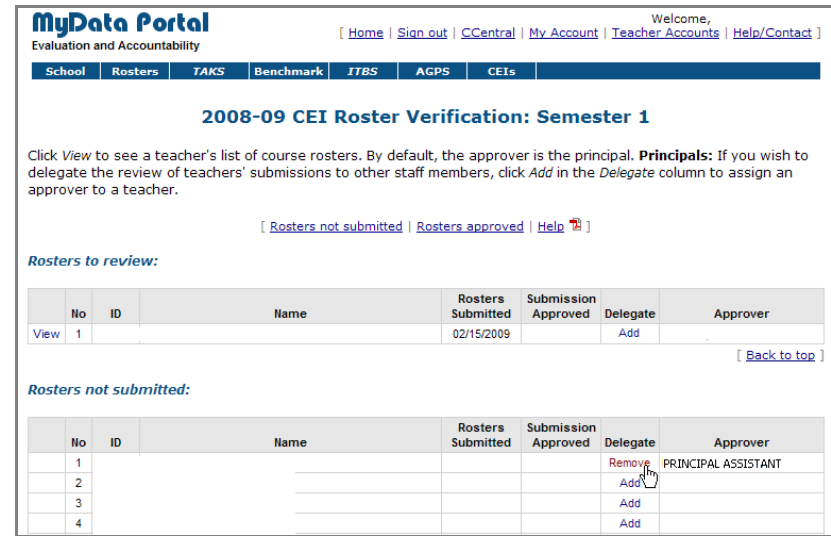 MyData Portal
Evaluation and Accountability
Welcome,
[ Home | Sign out | CCentral | My Account | Teacher Accounts | Help/Contact ]
School Rosters TAKS Benchmark ITBS AGPS CEIs
2008-09 CEI Roster Verification: Semester 1
Click View to see a teacher's list of course rosters. By default, the approver is the principal. Principals: If you wish to
delegate the review of teachers' submissions to other staff members, click Add in the Delegate column to assign an
approver to a teacher.
[ Rosters not submitted | Rosters approved | Help ]
Rosters to review:
No ID Name Rosters Submitted Submission Approved Delegate Approver
View 1 02/15/2009 Add
[ Back to top ]
Rosters not submitted:
No ID Name Rosters Submitted Submission Approved Delegate Approver
1 Remove PRINCIPAL ASSISTANT
2 Add
3 Add
4 Add